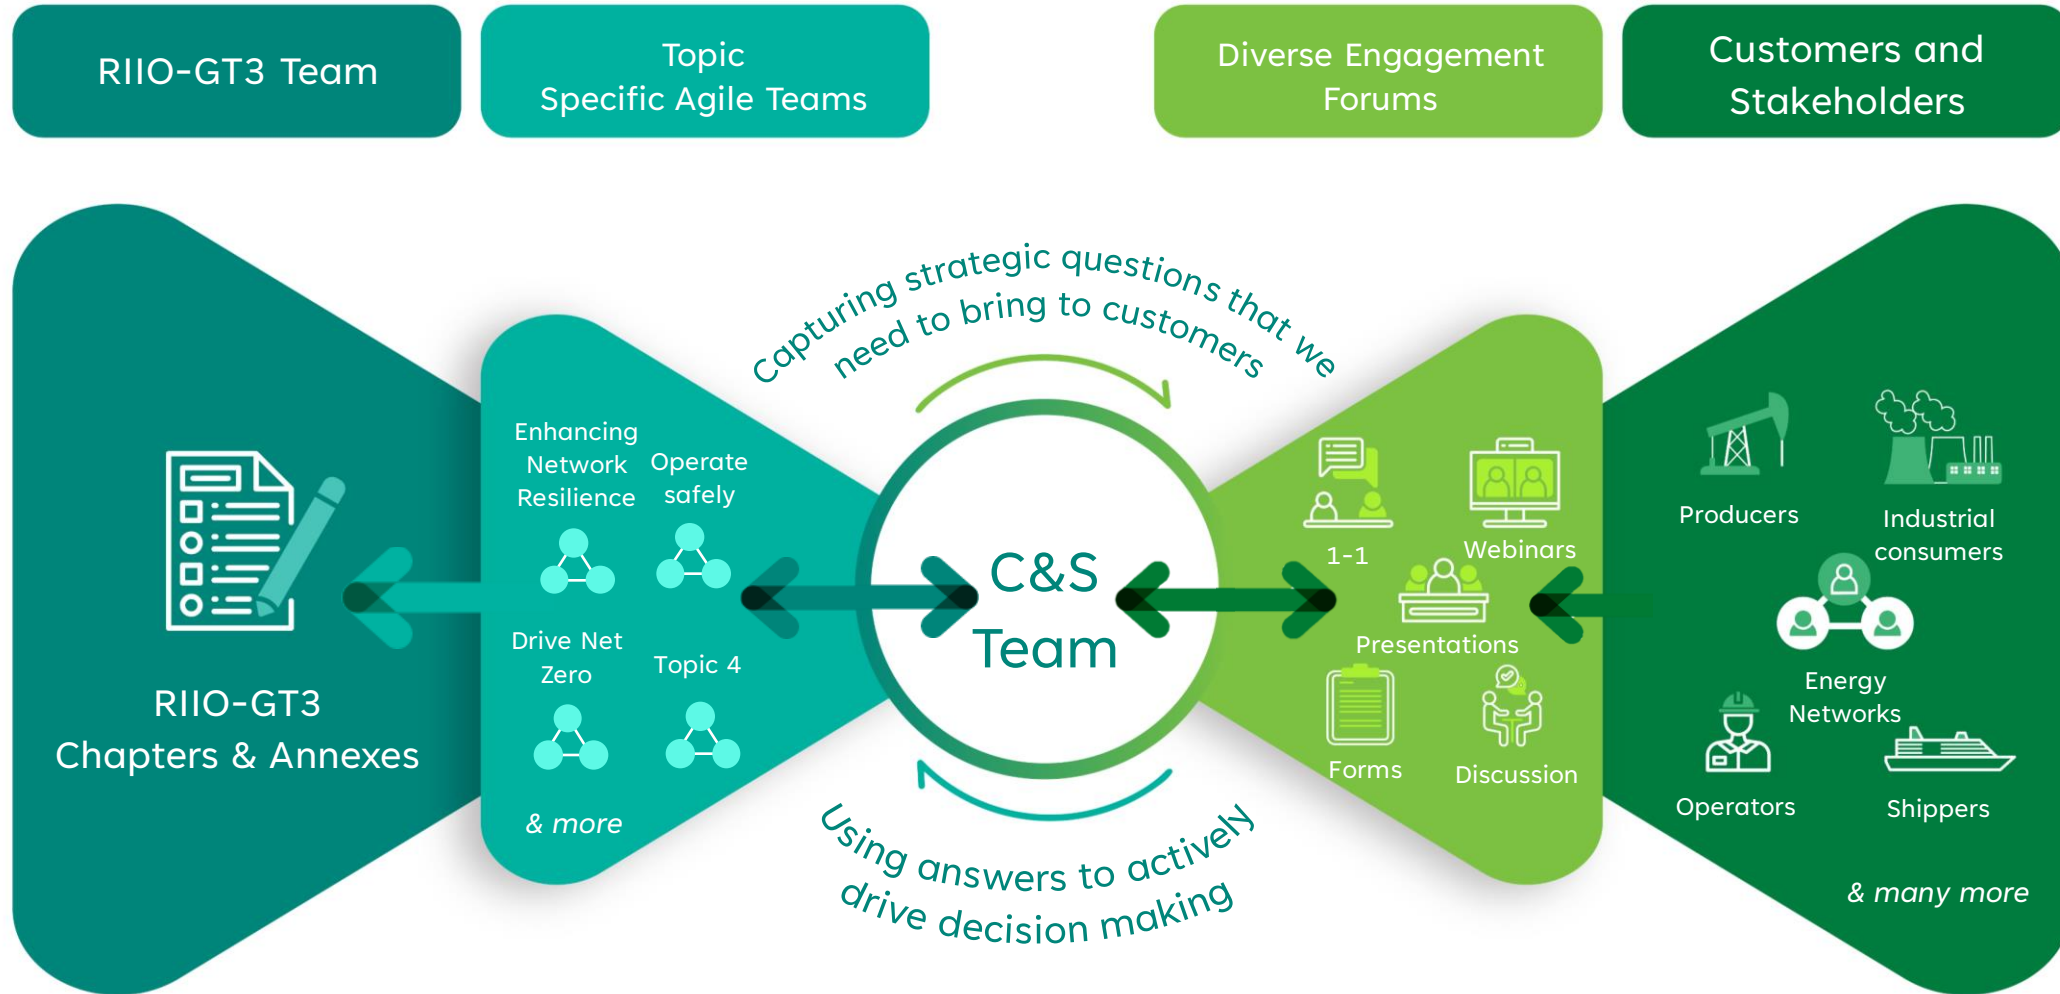 RIIO-GT3 Team
Topic
Specific Agile Teams
Diverse Engagement
Forums
Customers and
Stakeholders
Capturing strategic questions that we
need to bring to customers
RIIO-GT3
Chapters & Annexes
Enhancing
Network
Resilience
Operate
safely
Drive Net
Zero
Topic 4
& more
C&S
Team
Using answers to actively
drive decision making
1-1
Webinars
Presentations
Forms
Discussion
Producers
Industrial
consumers
Energy
Networks
Operators
Shippers
& many more